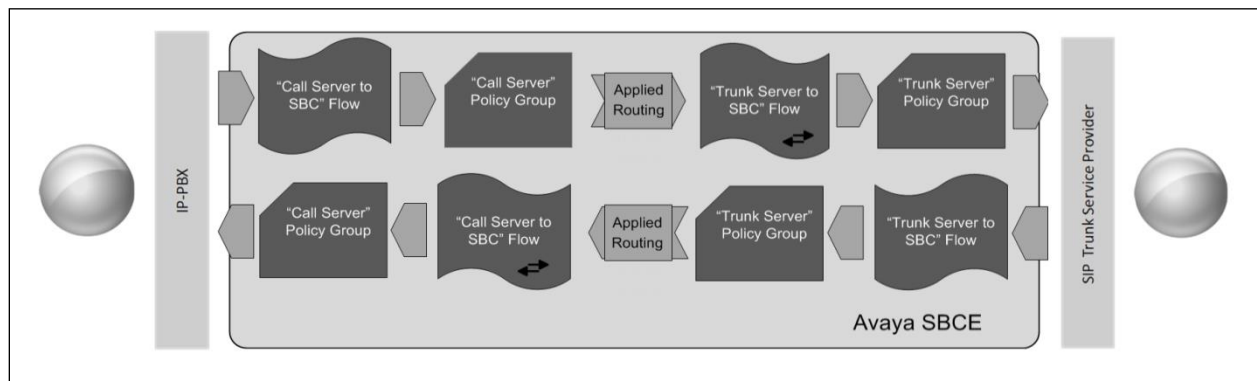 IP-PBX
“Call Server to
SBC” Flow
“Call Server”
Policy Group
Applied
Routing
“Trunk Server to
SBC” Flow
“Trunk Server”
Policy Group
“Call Server”
Policy Group
“Call Server to
SBC” Flow
Applied
Routing
“Trunk Server”
Policy Group
“Trunk Server to
SBC” Flow
Avaya SBCE
SIP Trunk Service Provider